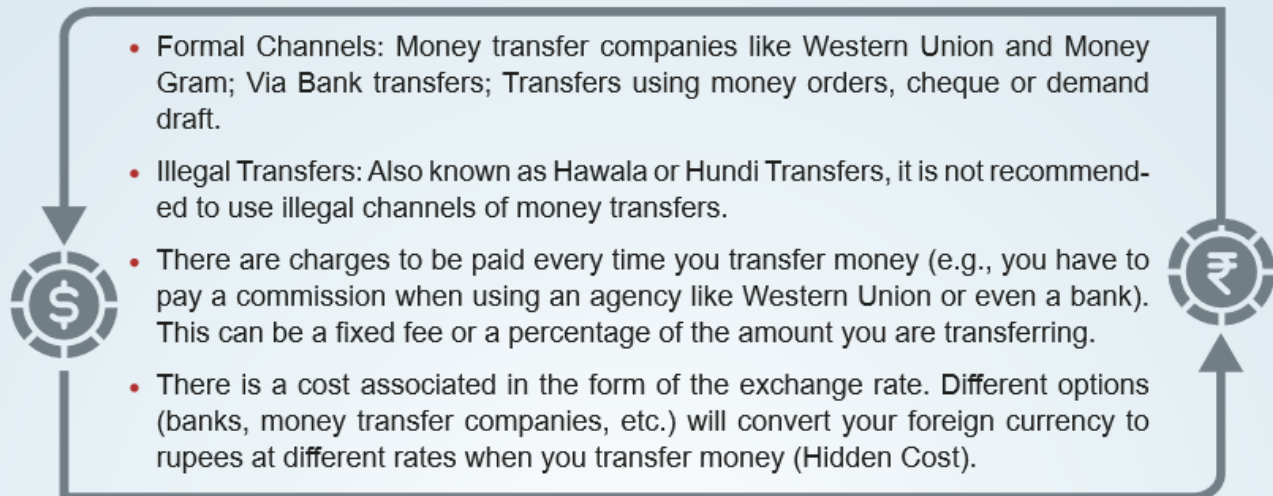 • Formal Channels: Money transfer companies like Western Union and Money
Gram; Via Bank transfers; Transfers using money orders, cheque or demand
draft.
• Illegal Transfers: Also known as Hawala or Hundi Transfers, it is not recommend-
ed to use illegal channels of money transfers.
• There are charges to be paid every time you transfer money (e.g., you have to
pay a commission when using an agency like Western Union or even a bank).
This can be a fixed fee or a percentage of the amount you are transferring.
• There is a cost associated in the form of the exchange rate. Different options
(banks, money transfer companies, etc.) will convert your foreign currency to
rupees at different rates when you transfer money (Hidden Cost).
$
₹